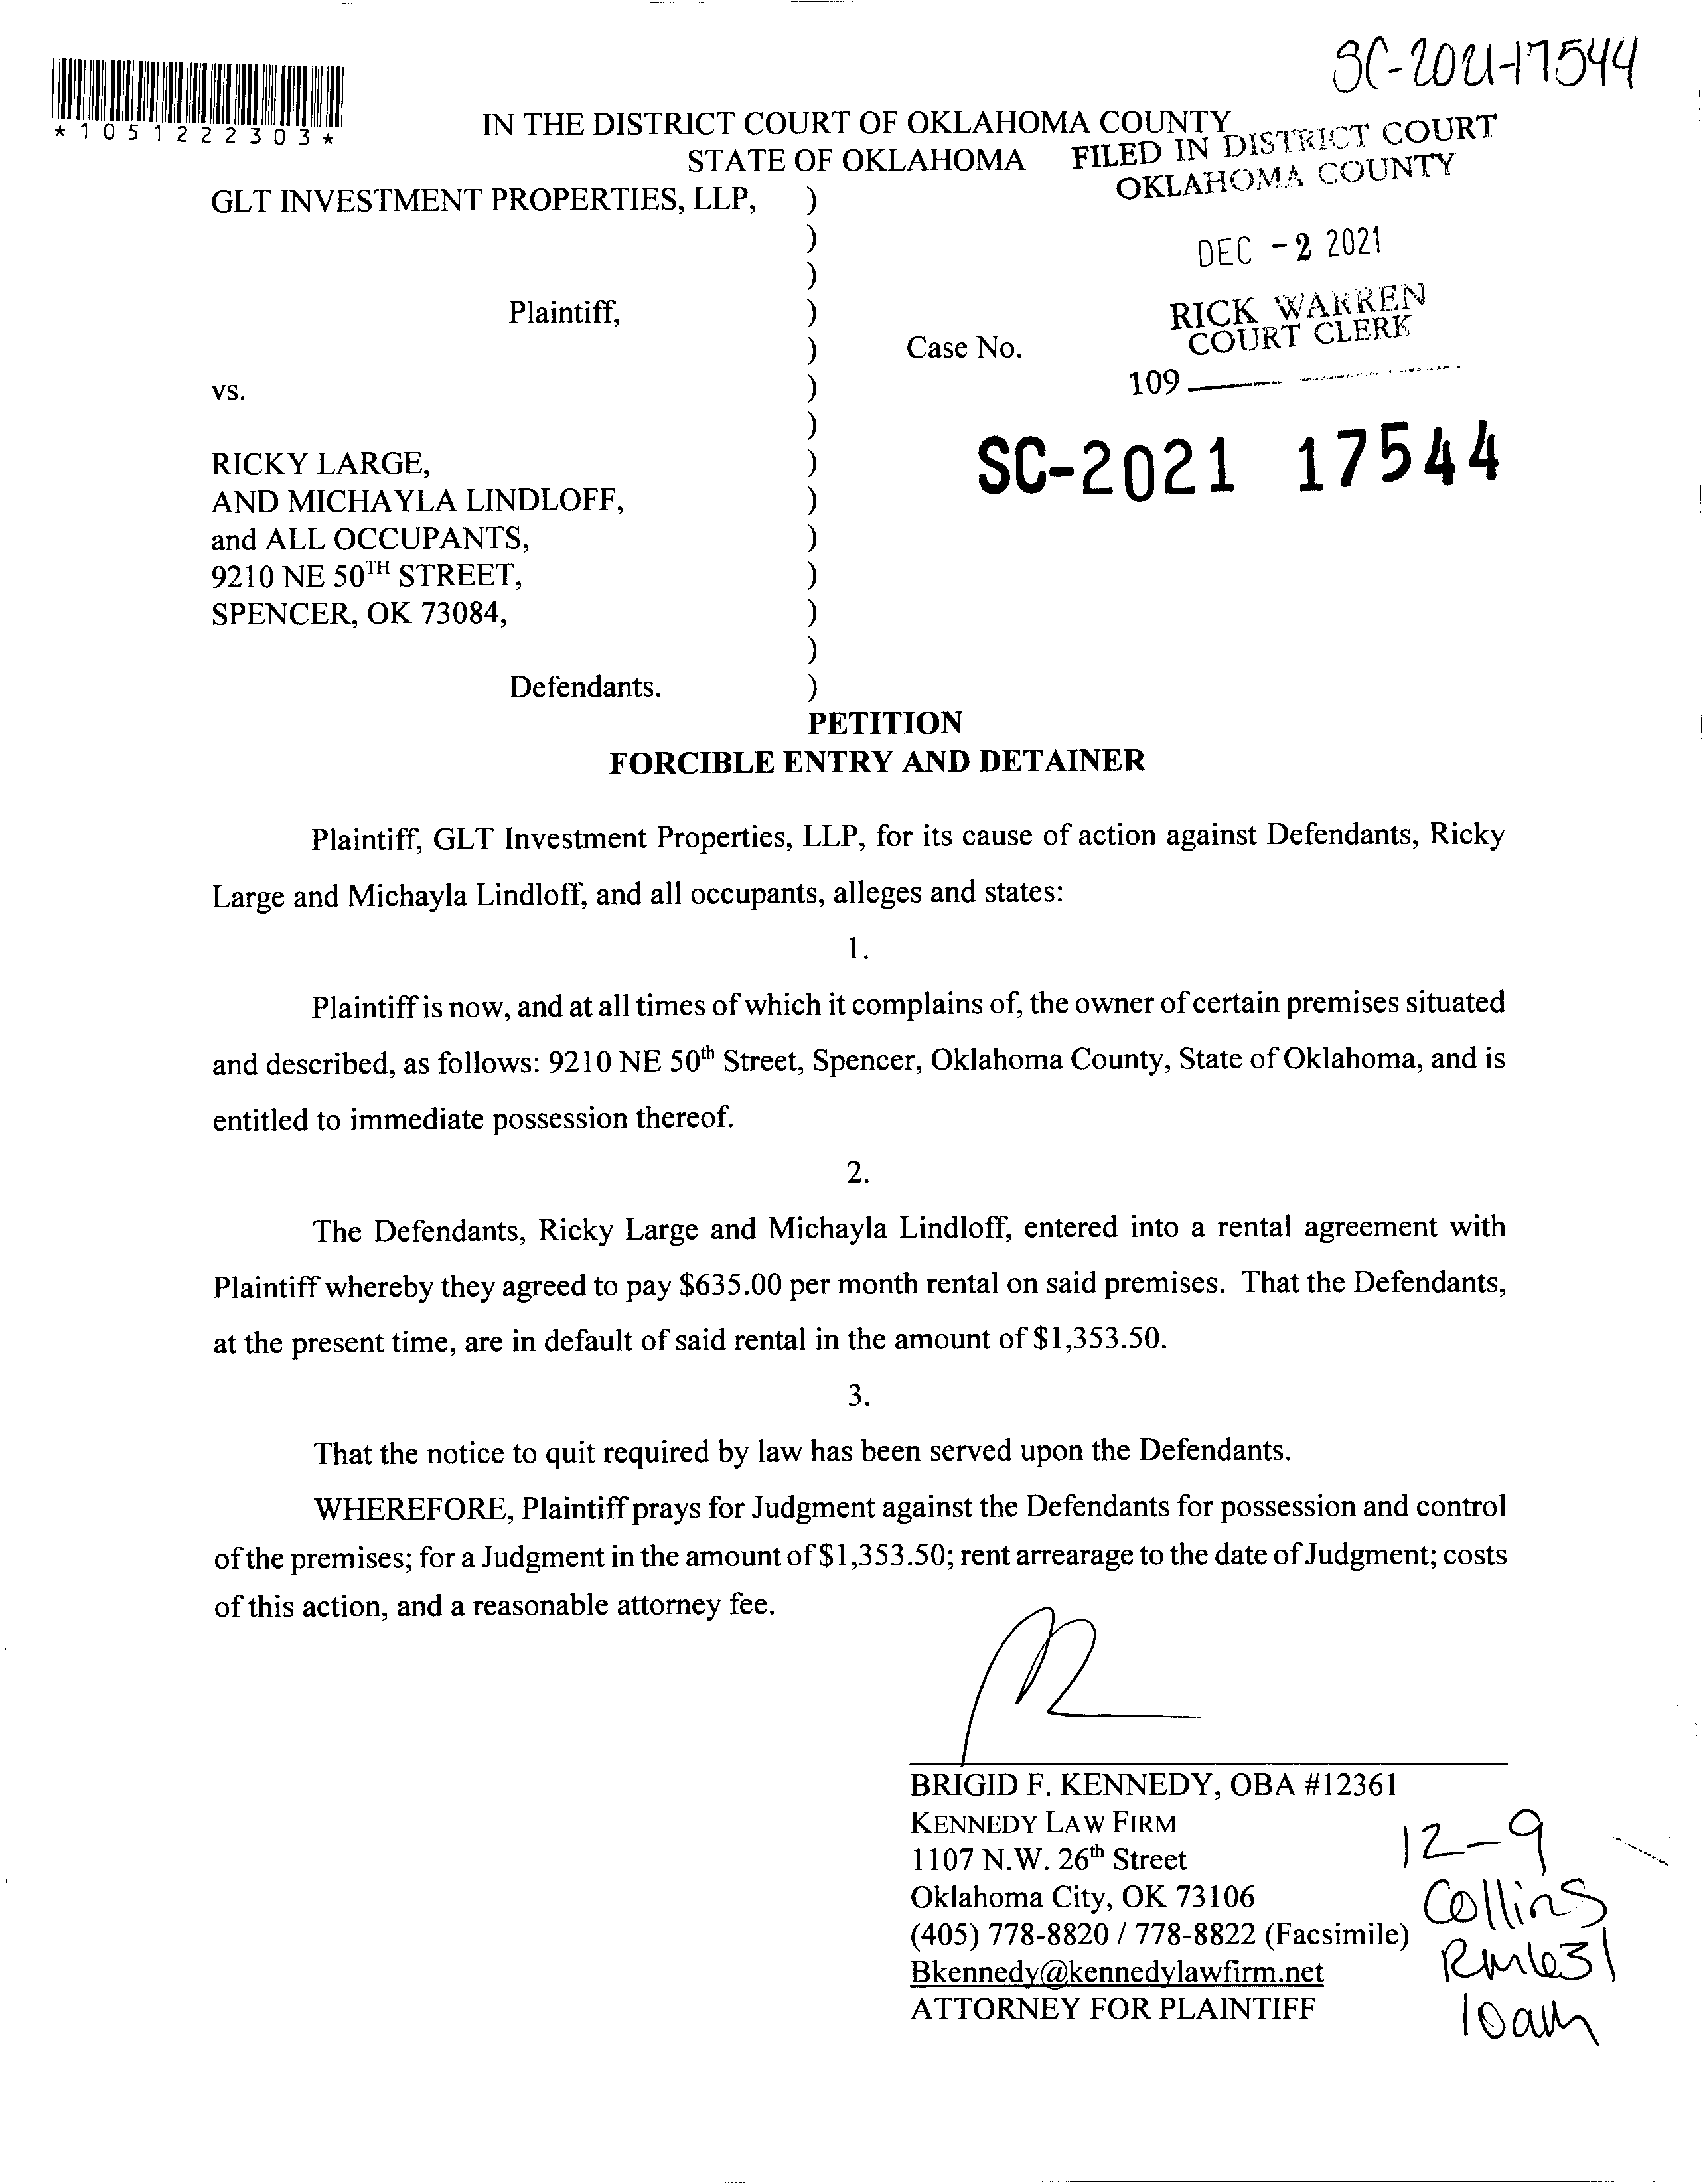 SC-2021-17544
*1051222303*
IN THE DISTRICT COURT OF OKLAHOMA COUNTY
STATE OF OKLAHOMA
FILED IN DISTRICT COURT
OKLAHOMA COUNTY
GLT INVESTMENT PROPERTIES, LLP, )
)
DEC -2 2021
)
Plaintiff, )
RICK WARREN
COURT CLERK
) Case No.
109
vs. )
)
SC-2021 17544
RICKY LARGE, )
AND MICHAYLA LINDLOFF, )
and ALL OCCUPANTS, )
9210 NE 50TH STREET, )
SPENCER, OK 73084, )
)
Defendants. )
PETITION
FORCIBLE ENTRY AND DETAINER
Plaintiff, GLT Investment Properties, LLP, for its cause of action against Defendants, Ricky
Large and Michayla Lindloff, and all occupants, alleges and states:
1.
Plaintiff is now, and at all times of which it complains of, the owner of certain premises situated
and described, as follows: 9210 NE 50th Street, Spencer, Oklahoma County, State of Oklahoma, and is
entitled to immediate possession thereof.
2.
The Defendants, Ricky Large and Michayla Lindloff, entered into a rental agreement with
Plaintiff whereby they agreed to pay $635.00 per month rental on said premises. That the Defendants,
at the present time, are in default of said rental in the amount of $1,353.50.
3.
That the notice to quit required by law has been served upon the Defendants.
WHEREFORE, Plaintiff prays for Judgment against the Defendants for possession and control
of the premises; for a Judgment in the amount of $1,353.50; rent arrearage to the date of Judgment; costs
of this action, and a reasonable attorney fee.
BRIGID F. KENNEDY, OBA #12361
KENNEDY LAW FIRM
1107 N.W. 26th Street
Oklahoma City, OK 73106
(405) 778-8820 / 778-8822 (Facsimile)
Bkennedy@kennedylawfirm.net
ATTORNEY FOR PLAINTIFF
12-9
Collins
10am